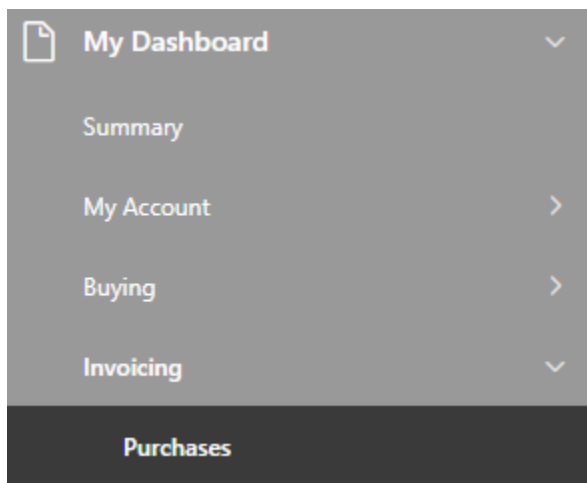 My Dashboard
Summary
My Account
Buying
Invoicing
Purchases